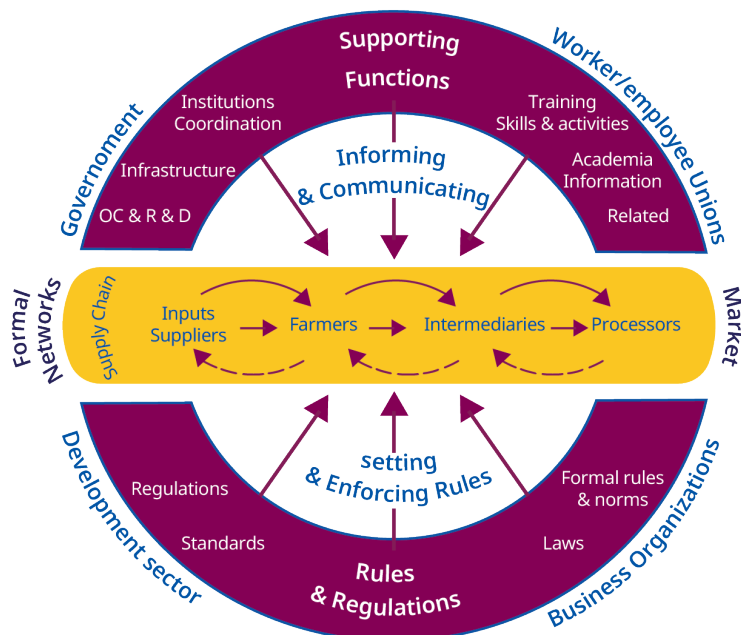 Supporting
Functions
Worker/employee Unions
Governoment
Institutions
Coordination
Training
Skills & activities
Infrastructure
Academia
Information
OC & R & D
Related
Informing
& Communicating
Formal
Networks
Supply Chain
Inputs
Suppliers
Farmers
Intermediaries
Processors
Market
setting
& Enforcing Rules
Development sector
Regulations
Standards
Formal rules
& norms
Laws
Business Organizations
Rules
& Regulations